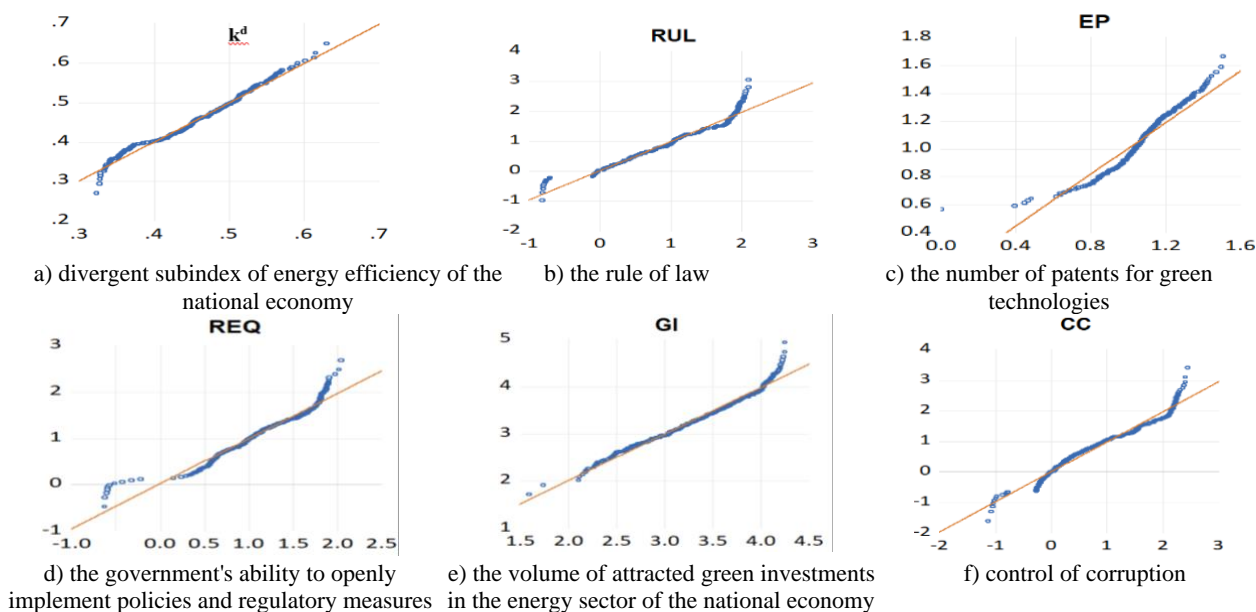 kᵈ
.7
.6
.5
.4
.3
.2
.3 .4 .5 .6 .7
a) divergent subindex of energy efficiency of the
national economy
RUL
4
3
2
1
0
-1
-2
-1 0 1 2 3
b) the rule of law
EP
1.8
1.6
1.4
1.2
1.0
0.8
0.6
0.4
0.0 0.4 0.8 1.2 1.6
c) the number of patents for green
technologies
REQ
3
2
1
0
-1
-1.0 0.0 0.5 1.0 1.5 2.0 2.5
d) the government's ability to openly
implement policies and regulatory measures
GI
5
4
3
2
1
1.5 2.0 2.5 3.0 3.5 4.0 4.5
e) the volume of attracted green investments
in the energy sector of the national economy
CC
4
3
2
1
0
-1
-2
-2 -1 0 1 2 3
f) control of corruption